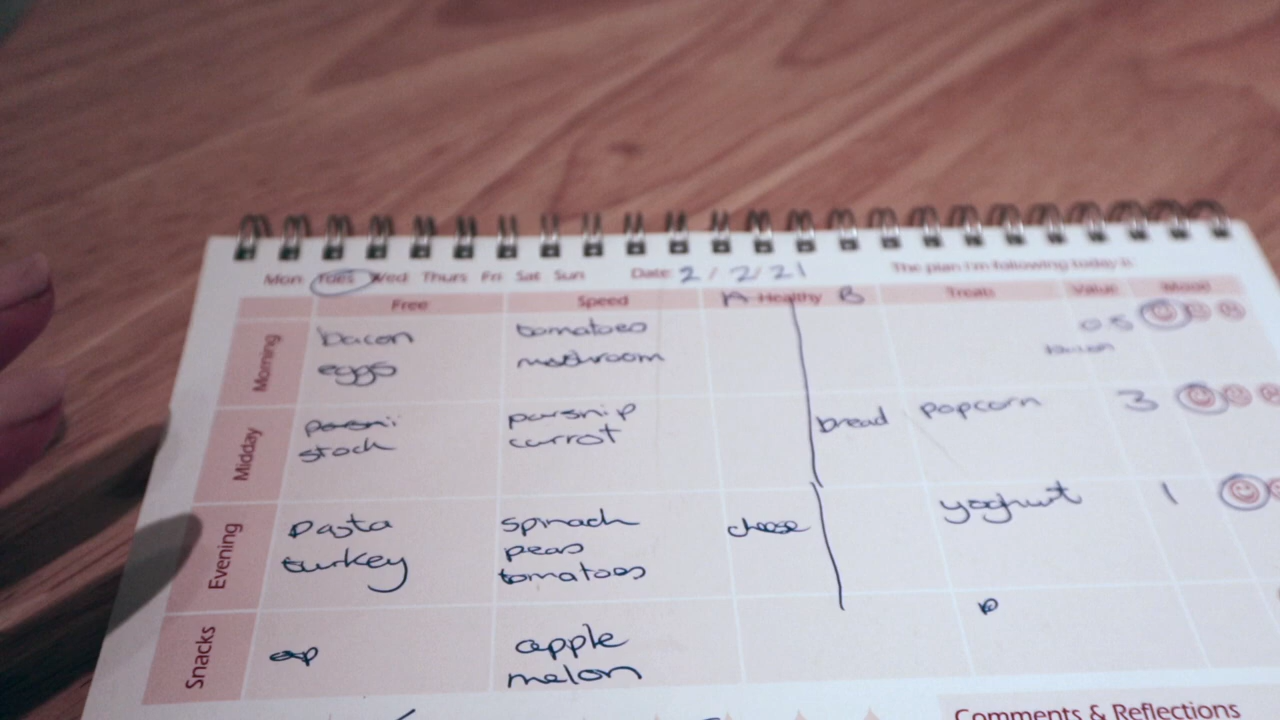 Mon Tues Wed Thurs Fri Sat Sun Date: 2 / 2 / 21 The plan I'm following today is:
Free Speed A Healthy B Treats Value Mood
Morning
bacon tomatoes 0.5
eggs mushroom
Midday
parsnip
stock carrot bread popcorn 3
Evening
pasta spinach cheese yoghurt 1
turkey peas
tomatoes
Snacks
apple
melon
Comments & Reflections